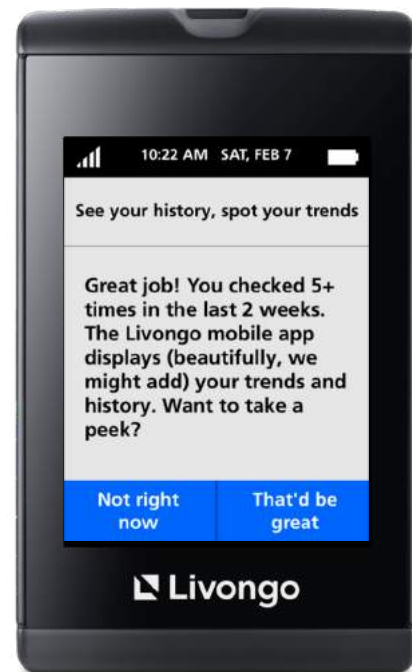 10:22 AM SAT, FEB 7
See your history, spot your trends
Great job! You checked 5+
times in the last 2 weeks.
The Livongo mobile app
displays (beautifully, we
might add) your trends and
history. Want to take a
peek?
Not right
now
That'd be
great
Livongo